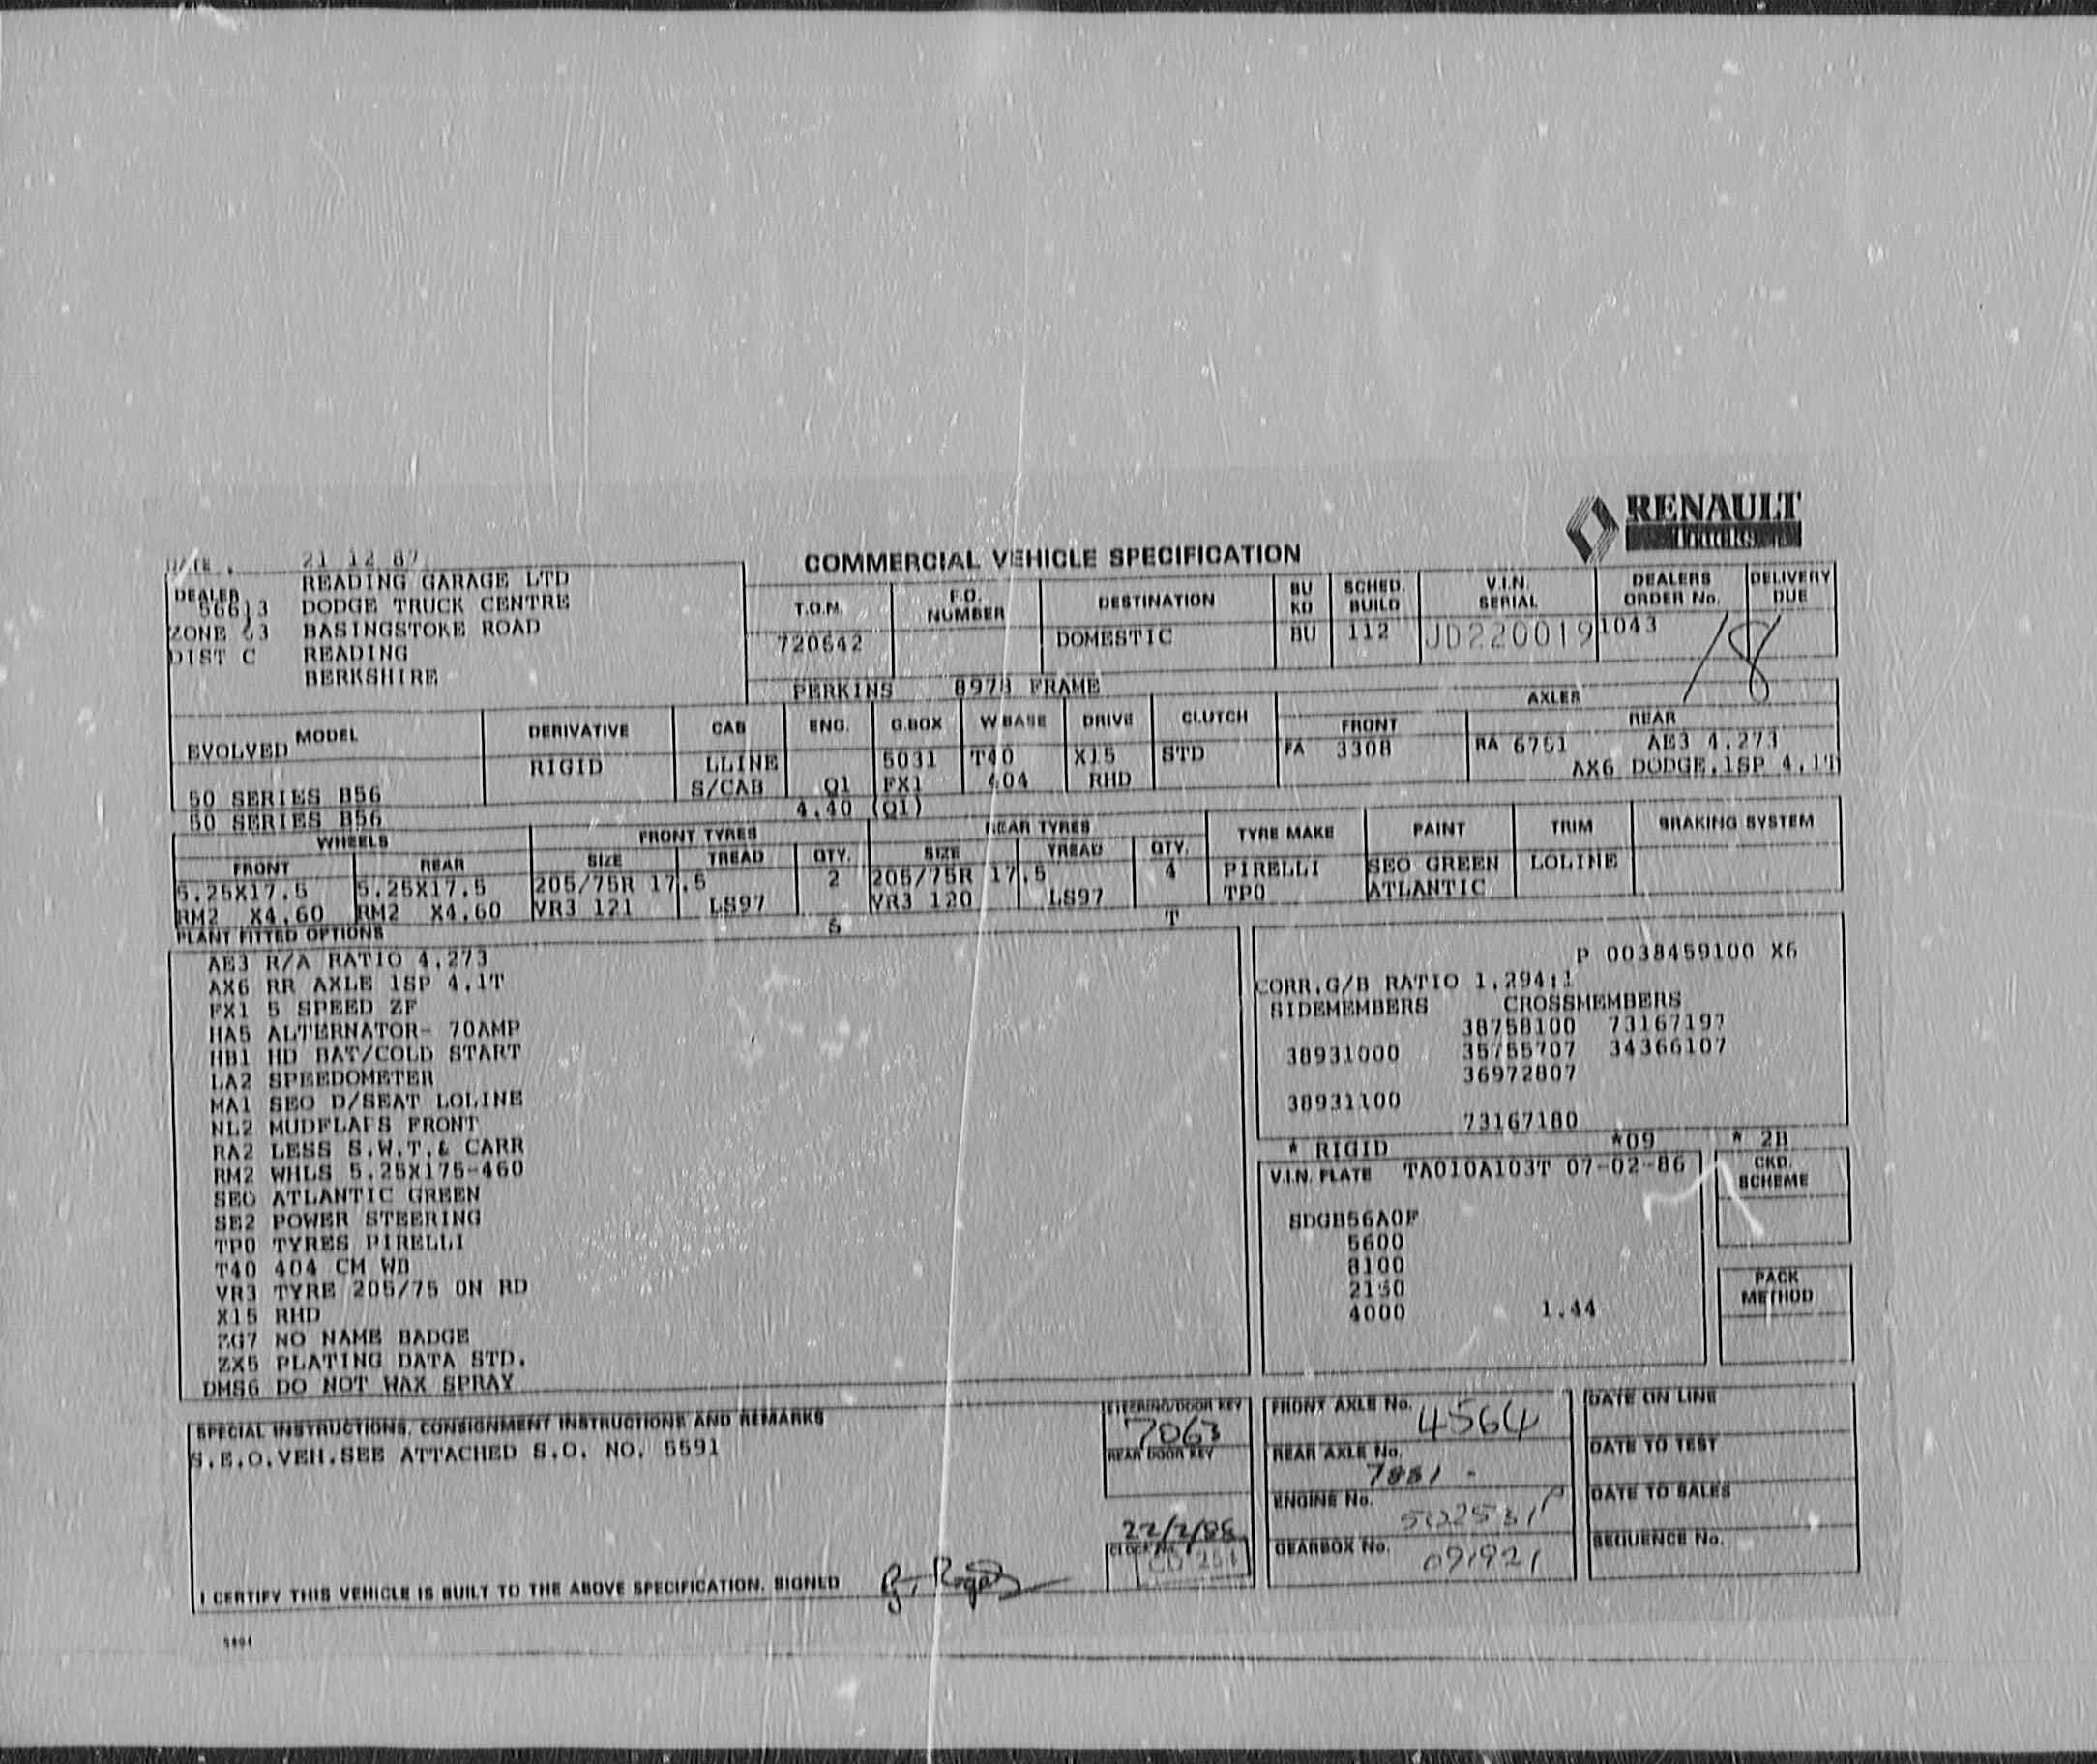 RENAULT
Trucks
COMMERCIAL VEHICLE SPECIFICATION
DATE . 21 12 87
DEALER READING GARAGE LTD
56613 DODGE TRUCK CENTRE
ZONE 63 BASINGSTOKE ROAD
DIST C READING
BERKSHIRE
T.O.N. F.O. NUMBER DESTINATION BU KD SCHED. BUILD V.I.N. SERIAL DEALERS ORDER No. DELIVERY DUE
720642 DOMESTIC BU 112 JD220019 1043 18
PERKINS 8978 FRAME
MODEL DERIVATIVE CAB ENG. G.BOX W BASE DRIVE CLUTCH AXLES FRONT REAR
EVOLVED RIGID LLINE 5031 T40 X15 STD FA 3308 RA 6751 AE3 4.273
50 SERIES B56 S/CAB Q1 FX1 404 RHD AX6 DODGE.1SP 4.1T
50 SERIES B56 4.40 (Q1)
WHEELS FRONT TYRES REAR TYRES TYRE MAKE PAINT TRIM BRAKING SYSTEM
FRONT REAR SIZE TREAD QTY. SIZE TREAD QTY.
5.25X17.5 5.25X17.5 205/75R 17.5 2 205/75R 17.5 4 PIRELLI SEO GREEN LOLINE
RM2 X4.60 RM2 X4.60 VR3 121 LS97 VR3 120 LS97 TP0 ATLANTIC
PLANT FITTED OPTIONS S T
AE3 R/A RATIO 4.273
AX6 RR AXLE 1SP 4.1T
FX1 5 SPEED ZF
HA5 ALTERNATOR- 70AMP
HB1 HD BAT/COLD START
LA2 SPEEDOMETER
MA1 SEO D/SEAT LOLINE
NL2 MUDFLAPS FRONT
RA2 LESS S.W.T.& CARR
RM2 WHLS 5.25X175-460
SEO ATLANTIC GREEN
SE2 POWER STEERING
TP0 TYRES PIRELLI
T40 404 CM WB
VR3 TYRE 205/75 ON RD
X15 RHD
ZG7 NO NAME BADGE
ZX5 PLATING DATA STD.
DMS6 DO NOT WAX SPRAY
P 0038459100 X6
CORR.G/B RATIO 1.294:1
SIDEMEMBERS CROSSMEMBERS
38758100 73167197
38931000 35755707 34366107
36972807
38931100
73167180
* RIGID *09 * 2B
V.I.N. PLATE TA010A103T 07-02-86
CKD. SCHEME
SDGB56A0F
5600
8100
2150
4000 1.44
PACK METHOD
SPECIAL INSTRUCTIONS, CONSIGNMENT INSTRUCTIONS AND REMARKS
S.E.O.VEH.SEE ATTACHED S.O. NO. 5591
STEERING/DOOR KEY
7063
REAR DOOR KEY
22/2/88
CLOCK No.
FRONT AXLE No. 4564
REAR AXLE No.
7881
ENGINE No.
GEARBOX No. 091921
DATE ON LINE
DATE TO TEST
DATE TO SALES
SEQUENCE No.
I CERTIFY THIS VEHICLE IS BUILT TO THE ABOVE SPECIFICATION. SIGNED